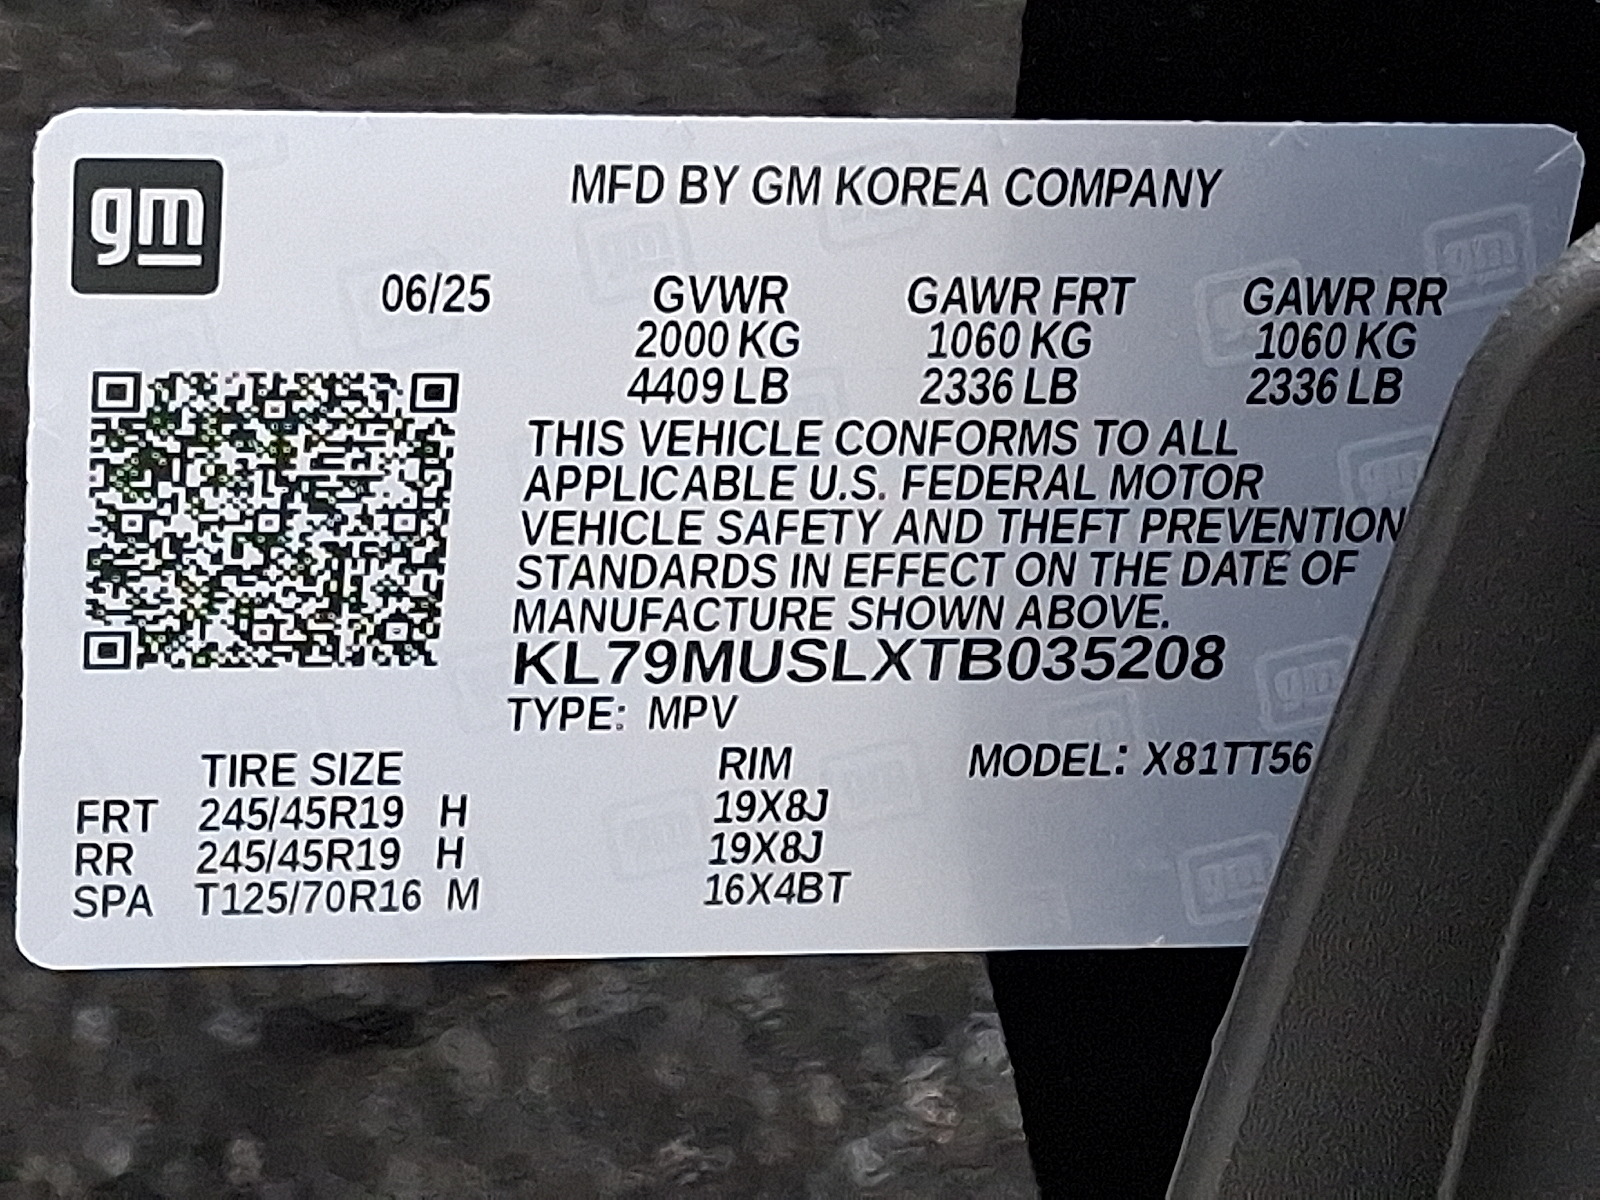 gm
MFD BY GM KOREA COMPANY
06/25 GVWR GAWR FRT GAWR RR
2000 KG 1060 KG 1060 KG
4409 LB 2336 LB 2336 LB
THIS VEHICLE CONFORMS TO ALL
APPLICABLE U.S. FEDERAL MOTOR
VEHICLE SAFETY AND THEFT PREVENTION
STANDARDS IN EFFECT ON THE DATE OF
MANUFACTURE SHOWN ABOVE.
KL79MUSLXTB035208
TYPE: MPV
TIRE SIZE RIM MODEL: X81TT56
FRT 245/45R19 H 19X8J
RR 245/45R19 H 19X8J
SPA T125/70R16 M 16X4BT